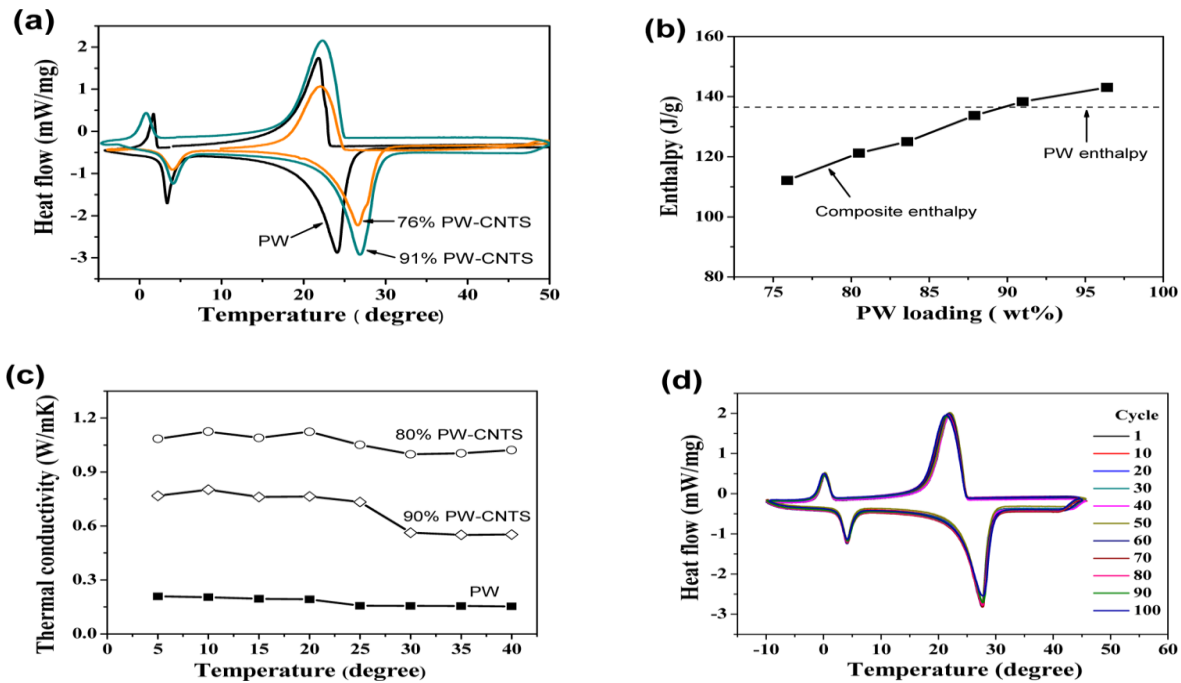 (a)
2
1
0
-1
-2
-3
Heat flow (mW/mg)
PW
76% PW-CNTS
91% PW-CNTS
0 10 20 30 40 50
Temperature ( degree)
(b)
160
140
120
100
80
Enthalpy (J/g)
PW enthalpy
Composite enthalpy
75 80 85 90 95 100
PW loading ( wt%)
(c)
1.2
0.9
0.6
0.3
0.0
Thermal conductivity (W/mK)
80% PW-CNTS
90% PW-CNTS
PW
5 10 15 20 25 30 35 40
Temperature (degree)
(d)
2
1
0
-1
-2
-3
Heat flow (mW/mg)
Cycle
1
10
20
30
40
50
60
70
80
90
100
-10 0 10 20 30 40 50 60
Temperature (degree)